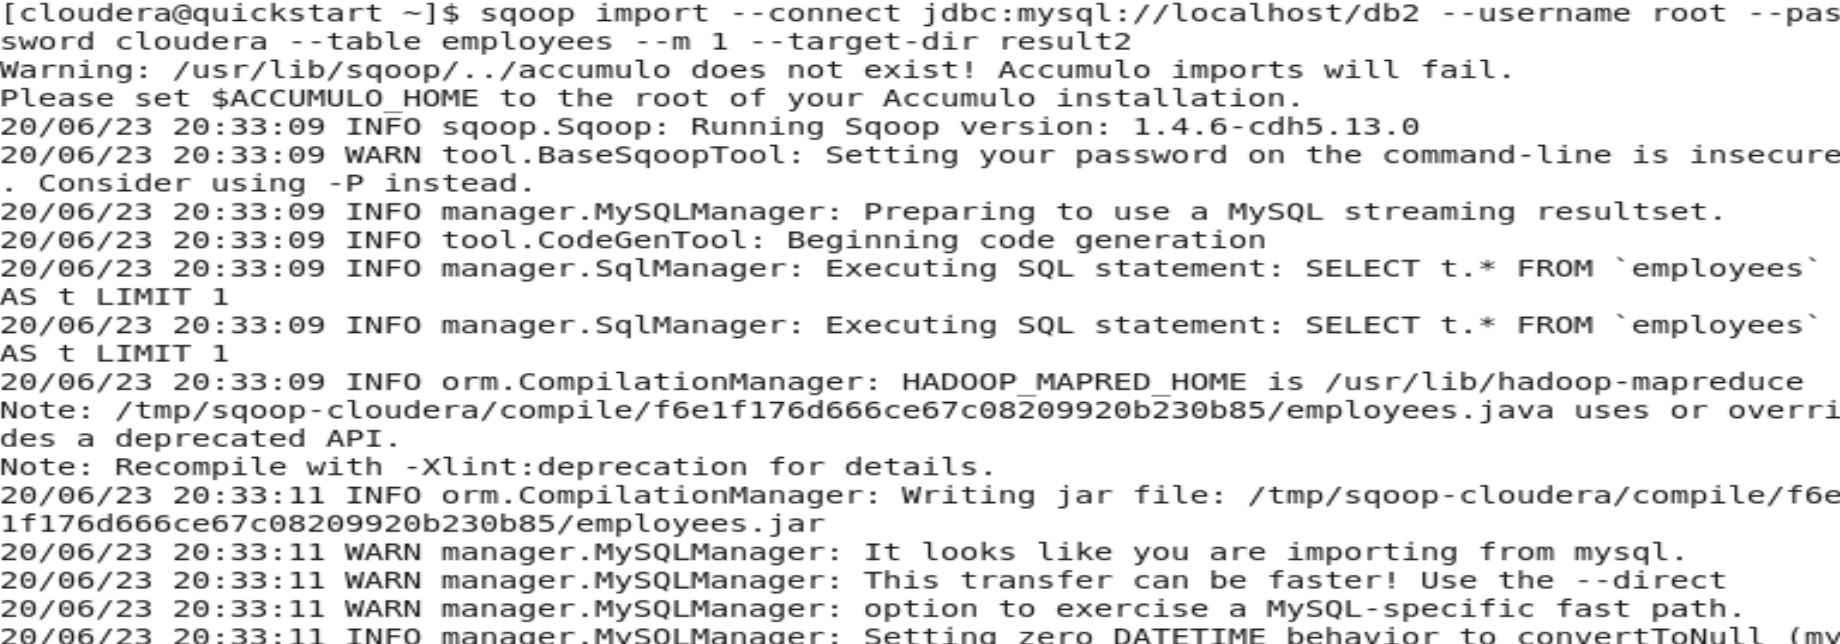 [cloudera@quickstart ~]$ sqoop import --connect jdbc:mysql://localhost/db2 --username root --pas
sword cloudera --table employees --m 1 --target-dir result2
Warning: /usr/lib/sqoop/../accumulo does not exist! Accumulo imports will fail.
Please set $ACCUMULO_HOME to the root of your Accumulo installation.
20/06/23 20:33:09 INFO sqoop.Sqoop: Running Sqoop version: 1.4.6-cdh5.13.0
20/06/23 20:33:09 WARN tool.BaseSqoopTool: Setting your password on the command-line is insecure
. Consider using -P instead.
20/06/23 20:33:09 INFO manager.MySQLManager: Preparing to use a MySQL streaming resultset.
20/06/23 20:33:09 INFO tool.CodeGenTool: Beginning code generation
20/06/23 20:33:09 INFO manager.SqlManager: Executing SQL statement: SELECT t.* FROM `employees`
AS t LIMIT 1
20/06/23 20:33:09 INFO manager.SqlManager: Executing SQL statement: SELECT t.* FROM `employees`
AS t LIMIT 1
20/06/23 20:33:09 INFO orm.CompilationManager: HADOOP_MAPRED_HOME is /usr/lib/hadoop-mapreduce
Note: /tmp/sqoop-cloudera/compile/f6e1f176d666ce67c08209920b230b85/employees.java uses or overri
des a deprecated API.
Note: Recompile with -Xlint:deprecation for details.
20/06/23 20:33:11 INFO orm.CompilationManager: Writing jar file: /tmp/sqoop-cloudera/compile/f6e
1f176d666ce67c08209920b230b85/employees.jar
20/06/23 20:33:11 WARN manager.MySQLManager: It looks like you are importing from mysql.
20/06/23 20:33:11 WARN manager.MySQLManager: This transfer can be faster! Use the --direct
20/06/23 20:33:11 WARN manager.MySQLManager: option to exercise a MySQL-specific fast path.
20/06/23 20:33:11 INFO manager.MySQLManager: Setting zero DATETIME behavior to convertToNull (my